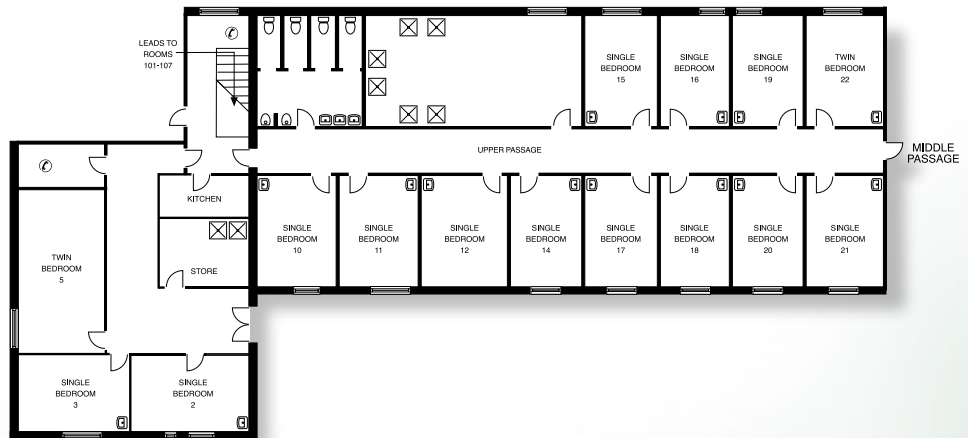 LEADS TO
ROOMS
101-107
SINGLE
BEDROOM
15
SINGLE
BEDROOM
16
SINGLE
BEDROOM
19
TWIN
BEDROOM
22
UPPER PASSAGE
MIDDLE
PASSAGE
KITCHEN
SINGLE
BEDROOM
10
SINGLE
BEDROOM
11
SINGLE
BEDROOM
12
SINGLE
BEDROOM
14
SINGLE
BEDROOM
17
SINGLE
BEDROOM
18
SINGLE
BEDROOM
20
SINGLE
BEDROOM
21
TWIN
BEDROOM
5
STORE
SINGLE
BEDROOM
3
SINGLE
BEDROOM
2